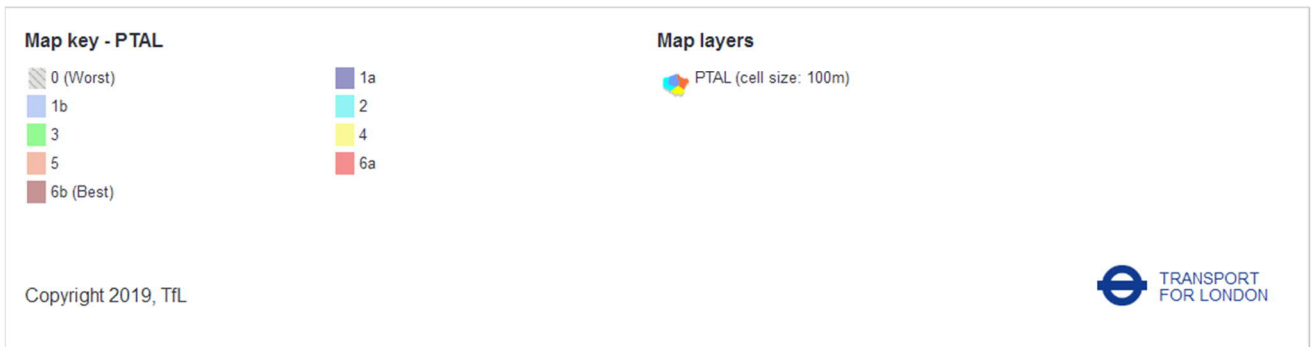 Map key - PTAL
0 (Worst)
1a
1b
2
3
4
5
6a
6b (Best)
Map layers
PTAL (cell size: 100m)
Copyright 2019, TfL
TRANSPORT
FOR LONDON